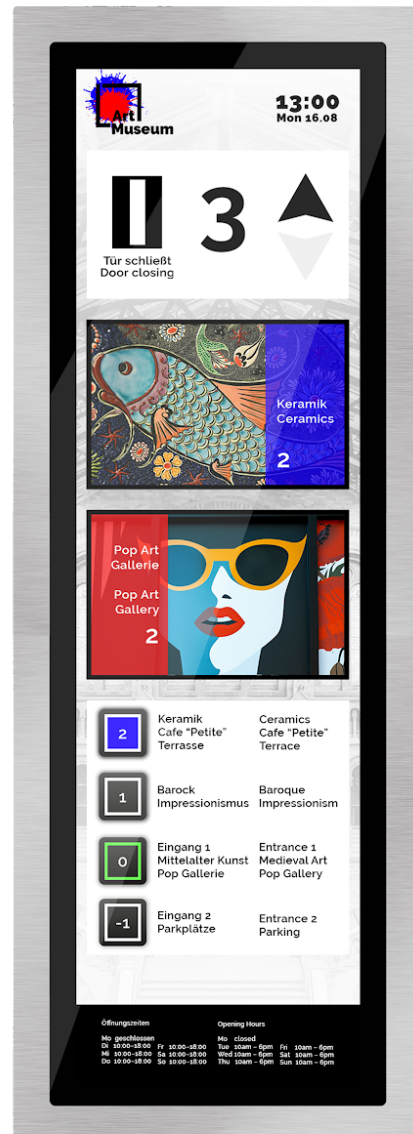 Art
Museum
13:00
Mon 16.08
3
Tür schließt
Door closing
Keramik
Ceramics
2
Pop Art
Gallerie
Pop Art
Gallery
2
2
Keramik
Cafe "Petite"
Terrasse
Ceramics
Cafe "Petite"
Terrace
1
Barock
Impressionismus
Baroque
Impressionism
0
Eingang 1
Mittelalter Kunst
Pop Gallerie
Entrance 1
Medieval Art
Pop Gallery
-1
Eingang 2
Parkplätze
Entrance 2
Parking
Öffnungszeiten
Mo geschlossen
Di 10:00-18:00 Fr 10:00-18:00
Mi 10:00-18:00 Sa 10:00-18:00
Do 10:00-18:00 So 10:00-18:00
Opening Hours
Mo closed
Tue 10am – 6pm Fri 10am – 6pm
Wed 10am – 6pm Sat 10am – 6pm
Thu 10am – 6pm Sun 10am – 6pm